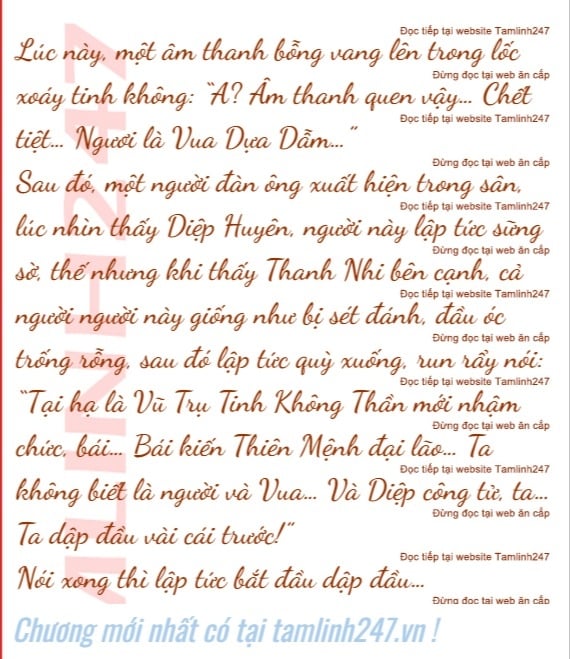 Đọc tiếp tại website Tamlinh247
Lúc này, một âm thanh bỗng vang lên trong lốc
Đừng đọc tại web ăn cắp
xoáy tinh không: “A? Âm thanh quen vậy... Chết
Đọc tiếp tại website Tamlinh247
tiệt... Ngươi là Vua Dựa Dẫm...”
Đừng đọc tại web ăn cắp
Sau đó, một người đàn ông xuất hiện trong sân,
Đọc tiếp tại website Tamlinh247
lúc nhìn thấy Diệp Huyên, người này lập tức sững
Đừng đọc tại web ăn cắp
sờ, thế nhưng khi thấy Thanh Nhi bên cạnh, cả
Đọc tiếp tại website Tamlinh247
người người này giống như bị sét đánh, đầu óc
Đừng đọc tại web ăn cắp
trống rỗng, sau đó lập tức quỳ xuống, run rẩy nói:
Đọc tiếp tại website Tamlinh247
“Tại hạ là Vũ Trụ Tinh Không Thần mới nhậm
Đừng đọc tại web ăn cắp
chức, bái... Bái kiến Thiên Mệnh đại lão... Ta
Đọc tiếp tại website Tamlinh247
không biết là người và Vua... Và Diệp công tử, ta...
Đừng đọc tại web ăn cắp
Ta dập đầu vài cái trước!”
Đọc tiếp tại website Tamlinh247
Nói xong thì lập tức bắt đầu dập đầu...
Đừng đọc tại web ăn cắp
Chương mới nhất có tại tamlinh247.vn !
ALINH247